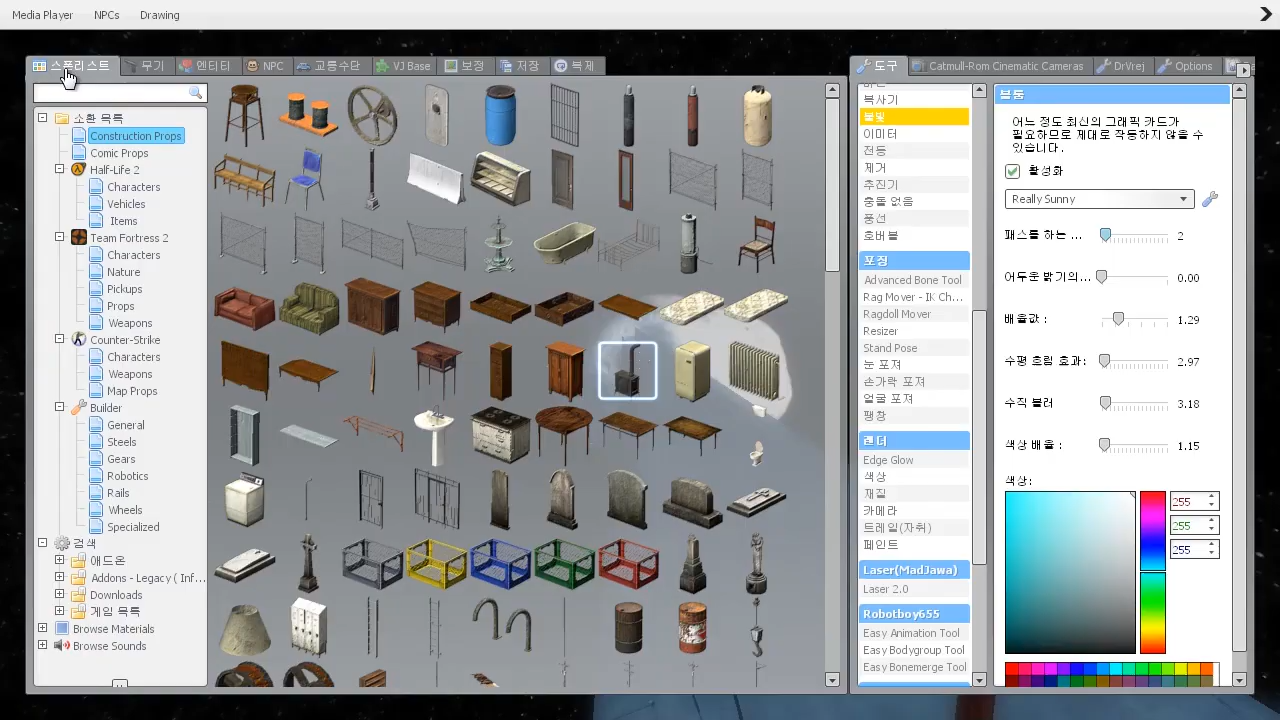 Media Player
NPCs
Drawing
스폰리스트
무기
엔티티
NPC
교통수단
VJ Base
보정
저장
복제
도구
Catmull-Rom Cinematic Cameras
DrVrej
Options
소환 목록
Construction Props
Comic Props
Half-Life 2
Characters
Vehicles
Items
Team Fortress 2
Characters
Nature
Pickups
Props
Weapons
Counter-Strike
Characters
Weapons
Map Props
Builder
General
Steels
Gears
Robotics
Rails
Wheels
Specialized
검색
애드온
Addons - Legacy ( Inf...
Downloads
게임 목록
Browse Materials
Browse Sounds
복사기
불빛
이미터
전등
제거
추진기
충돌 없음
풍선
호버볼
포징
Advanced Bone Tool
Rag Mover - IK Ch...
Ragdoll Mover
Resizer
Stand Pose
눈 포져
손가락 포져
얼굴 포져
팽창
렌더
Edge Glow
색상
재질
카메라
트레일(자취)
페인트
Laser(MadJawa)
Laser 2.0
Robotboy655
Easy Animation Tool
Easy Bodygroup Tool
Easy Bonemerge Tool
블룸
어느 정도 최신의 그래픽 카드가
필요하므로 제대로 작동하지 않을 수
있습니다.
활성화
Really Sunny
패스를 하는 ...
2
어두운 밝기의...
0.00
배율값 :
1.29
수평 흐림 효과:
2.97
수직 블러
3.18
색상 배율 :
1.15
색상:
255
255
255